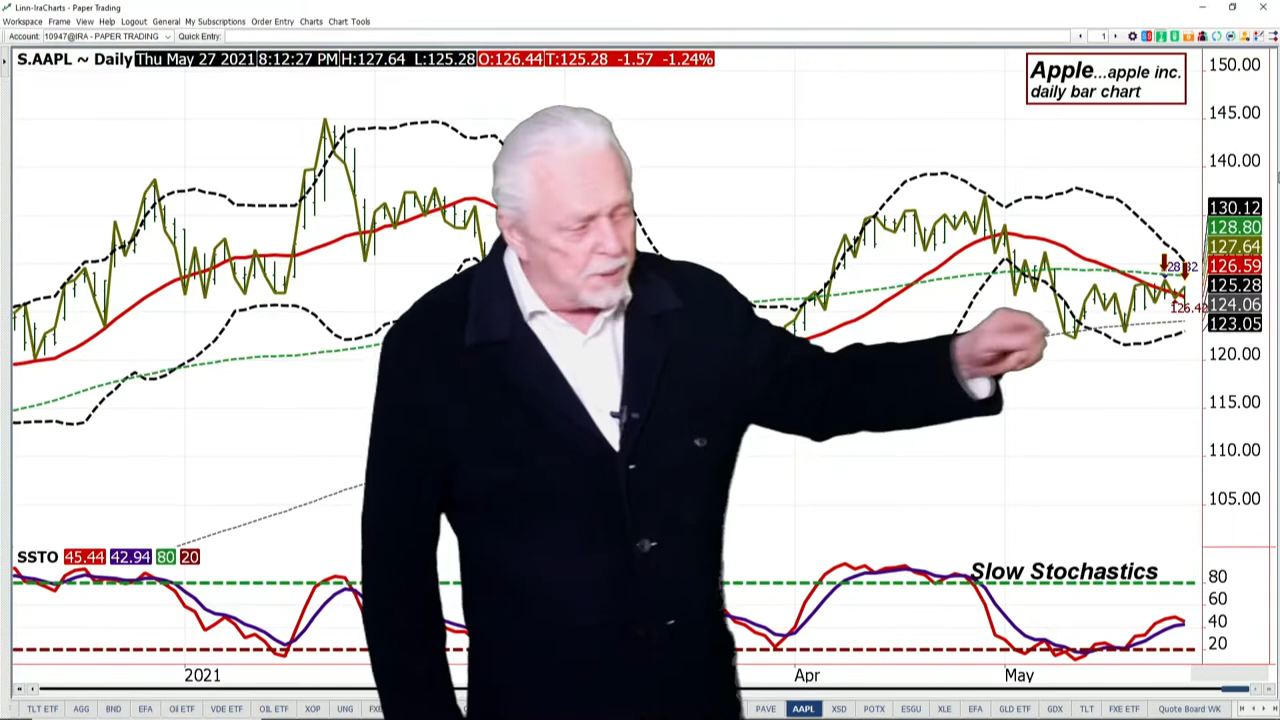 Linn-IraCharts - Paper Trading
Workspace Frame View Help Logout General My Subscriptions Order Entry Charts Chart Tools
Account: 10947@IRA - PAPER TRADING Quick Entry: 1
S.AAPL ~ Daily Thu May 27 2021 8:12:27 PM H:127.64 L:125.28 O:126.44 T:125.28 -1.57 -1.24%
Apple...apple inc.
daily bar chart
150.00
145.00
140.00
130.12
128.80
127.64
126.59
125.28
124.06
123.05
120.00
115.00
110.00
105.00
SSTO 45.44 42.94 80 20
Slow Stochastics
80
60
40
20
2021 Apr May
TLT ETF AGG BND EFA Oil ETF VDE ETF OIL ETF XOP UNG PAVE AAPL XSD POTX ESGU XLE EFA GLD ETF GDX TLT FXE ETF Quote Board WK